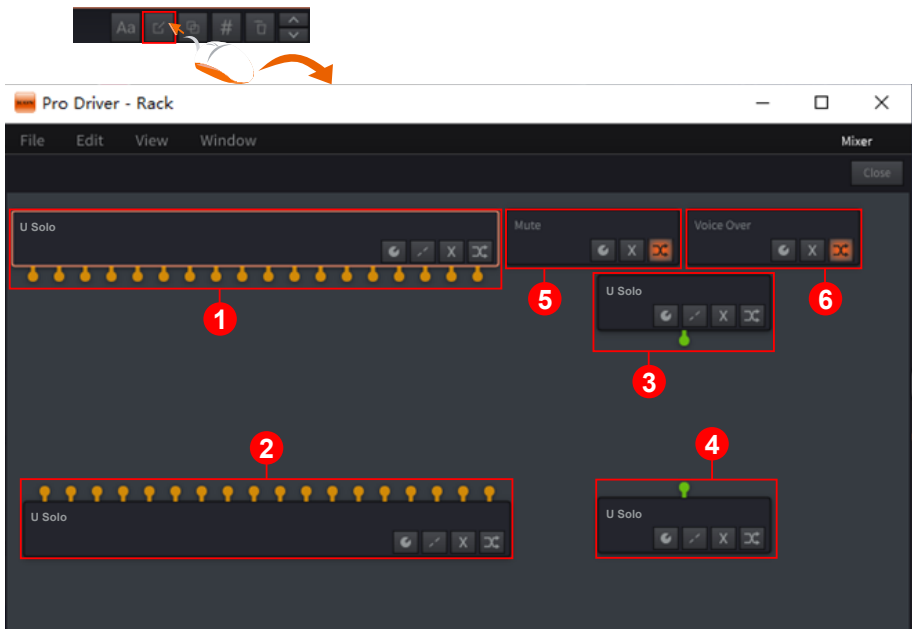 Aa #
Pro Driver - Rack
File Edit View Window Mixer
Close
U Solo
X
1
Mute
X
5
Voice Over
X
6
U Solo
X
3
2
U Solo
X
4
U Solo
X